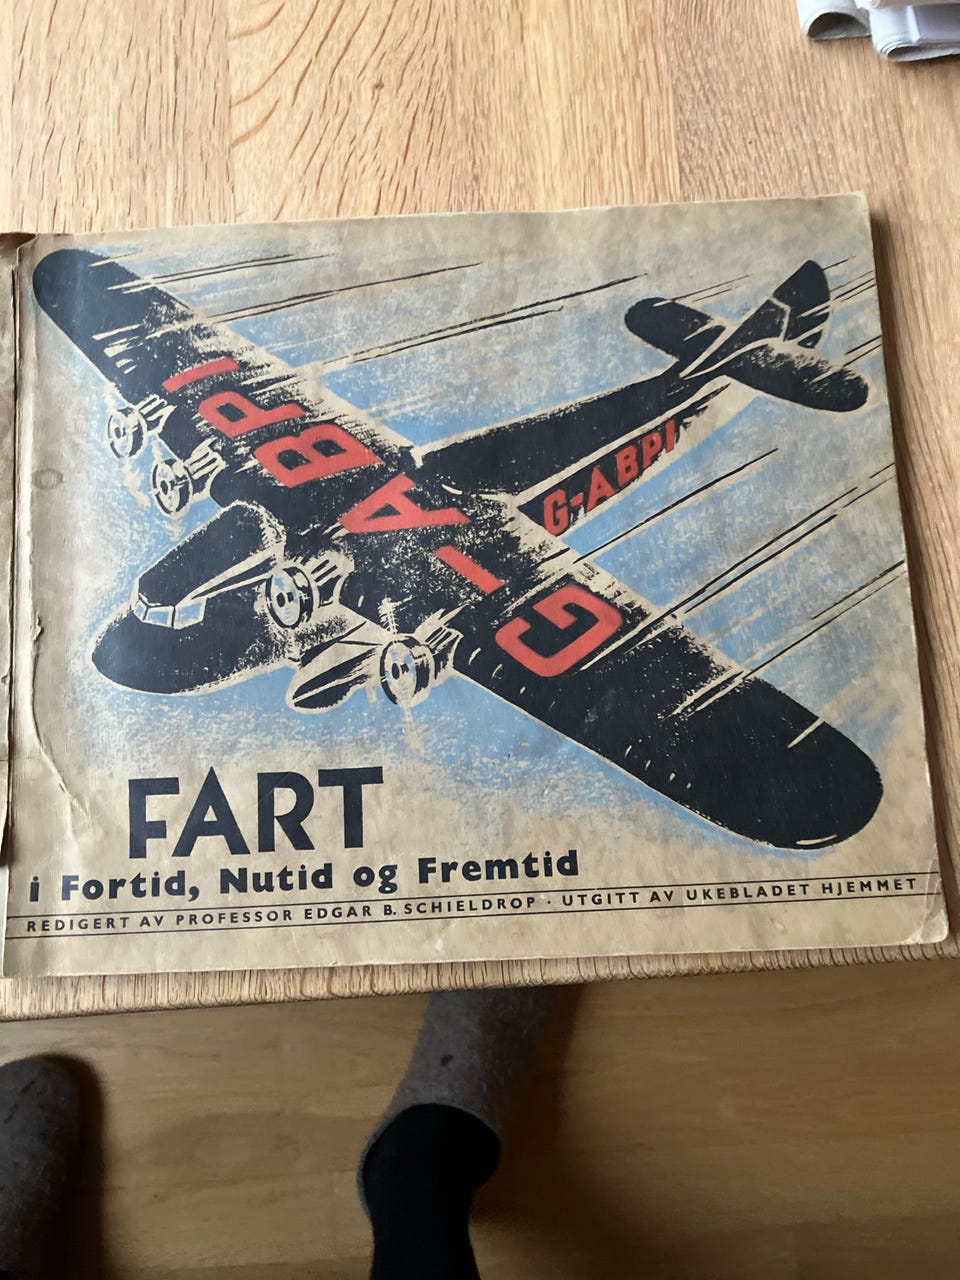 G-ABPI
G-ABPI
FART
i Fortid, Nutid og Fremtid
REDIGERT AV PROFESSOR EDGAR B. SCHIELDROP · UTGITT AV UKEBLADET HJEMMET